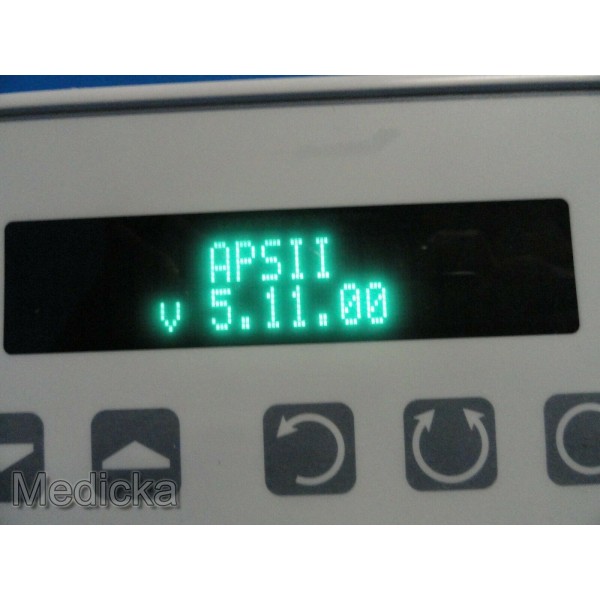 APSII
v 5.11.00
Medicka